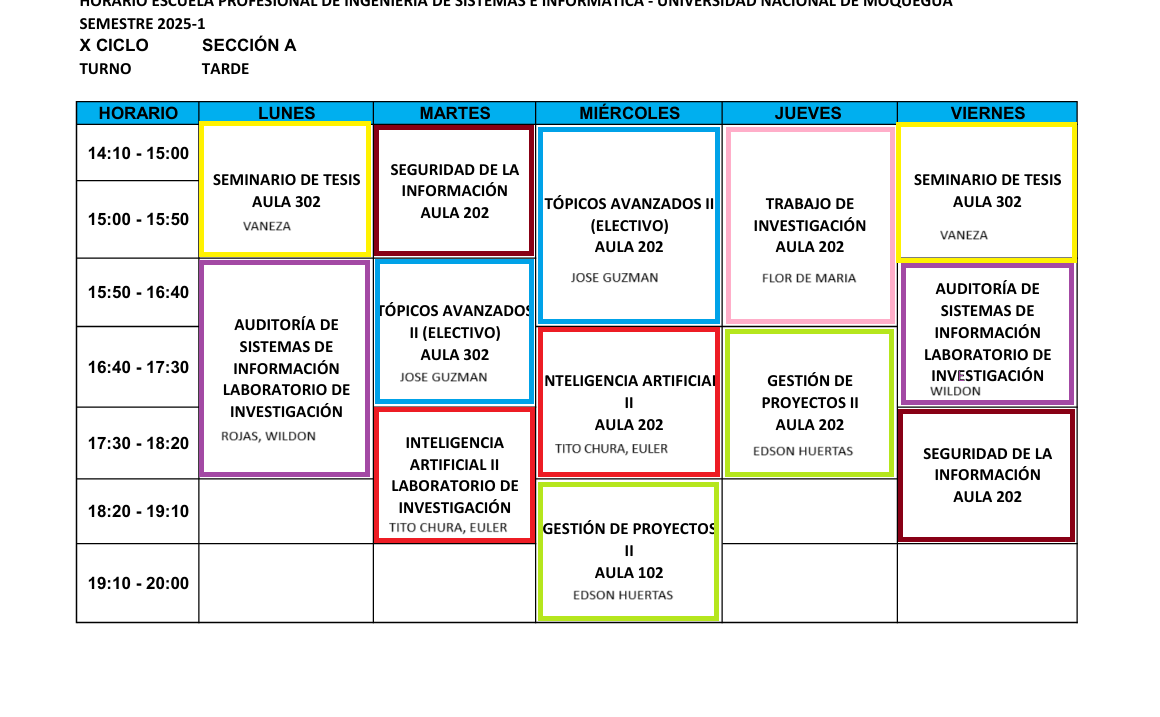 HORARIO ESCUELA PROFESIONAL DE INGENIERIA DE SISTEMAS E INFORMATICA - UNIVERSIDAD NACIONAL DE MOQUEGUA
SEMESTRE 2025-1
X CICLO SECCIÓN A
TURNO TARDE
HORARIO LUNES MARTES MIÉRCOLES JUEVES VIERNES
14:10 - 15:00
15:00 - 15:50
15:50 - 16:40
16:40 - 17:30
17:30 - 18:20
18:20 - 19:10
19:10 - 20:00
SEMINARIO DE TESIS
AULA 302
VANEZA
AUDITORÍA DE
SISTEMAS DE
INFORMACIÓN
LABORATORIO DE
INVESTIGACIÓN
ROJAS, WILDON
SEGURIDAD DE LA
INFORMACIÓN
AULA 202
TÓPICOS AVANZADOS
II (ELECTIVO)
AULA 302
JOSE GUZMAN
INTELIGENCIA
ARTIFICIAL II
LABORATORIO DE
INVESTIGACIÓN
TITO CHURA, EULER
TÓPICOS AVANZADOS II
(ELECTIVO)
AULA 202
JOSE GUZMAN
INTELIGENCIA ARTIFICIAL
II
AULA 202
TITO CHURA, EULER
GESTIÓN DE PROYECTOS
II
AULA 102
EDSON HUERTAS
TRABAJO DE
INVESTIGACIÓN
AULA 202
FLOR DE MARIA
GESTIÓN DE
PROYECTOS II
AULA 202
EDSON HUERTAS
SEMINARIO DE TESIS
AULA 302
VANEZA
AUDITORÍA DE
SISTEMAS DE
INFORMACIÓN
LABORATORIO DE
INVESTIGACIÓN
WILDON
SEGURIDAD DE LA
INFORMACIÓN
AULA 202